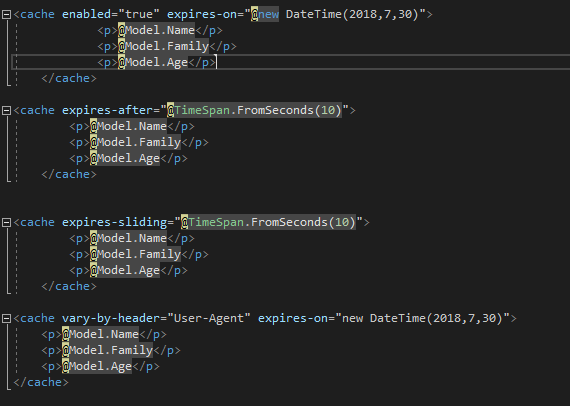 <cache enabled="true" expires-on="@new DateTime(2018,7,30)">
<p>@Model.Name</p>
<p>@Model.Family</p>
<p>@Model.Age</p>
</cache>
<cache expires-after="@TimeSpan.FromSeconds(10)">
<p>@Model.Name</p>
<p>@Model.Family</p>
<p>@Model.Age</p>
</cache>
<cache expires-sliding="@TimeSpan.FromSeconds(10)">
<p>@Model.Name</p>
<p>@Model.Family</p>
<p>@Model.Age</p>
</cache>
<cache vary-by-header="User-Agent" expires-on="new DateTime(2018,7,30)">
<p>@Model.Name</p>
<p>@Model.Family</p>
<p>@Model.Age</p>
</cache>